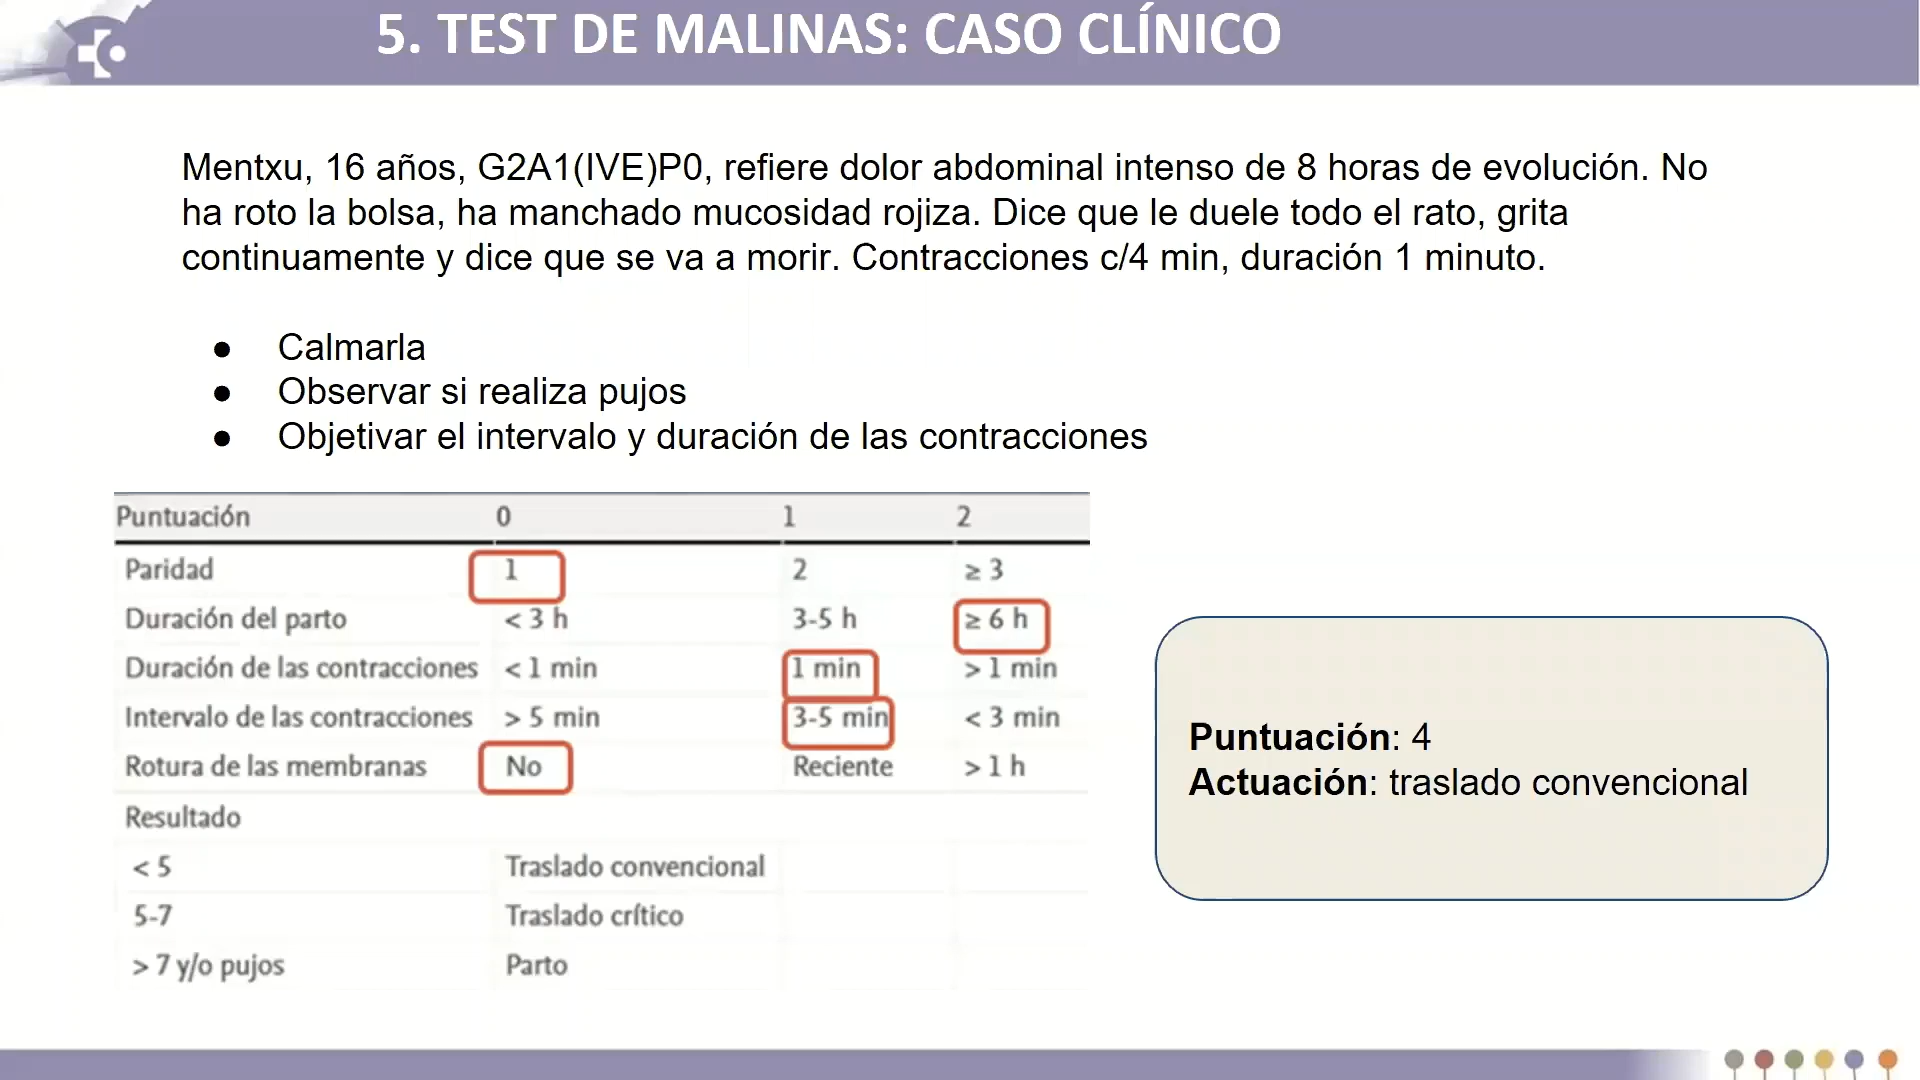 5. TEST DE MALINAS: CASO CLÍNICO
Mentxu, 16 años, G2A1(IVE)P0, refiere dolor abdominal intenso de 8 horas de evolución. No
ha roto la bolsa, ha manchado mucosidad rojiza. Dice que le duele todo el rato, grita
continuamente y dice que se va a morir. Contracciones c/4 min, duración 1 minuto.
● Calmarla
● Observar si realiza pujos
● Objetivar el intervalo y duración de las contracciones
Puntuación 0 1 2
Paridad 1 2 ≥ 3
Duración del parto < 3 h 3-5 h ≥ 6 h
Duración de las contracciones < 1 min 1 min > 1 min
Intervalo de las contracciones > 5 min 3-5 min < 3 min
Rotura de las membranas No Reciente > 1 h
Resultado
< 5 Traslado convencional
5-7 Traslado crítico
> 7 y/o pujos Parto
Puntuación: 4
Actuación: traslado convencional